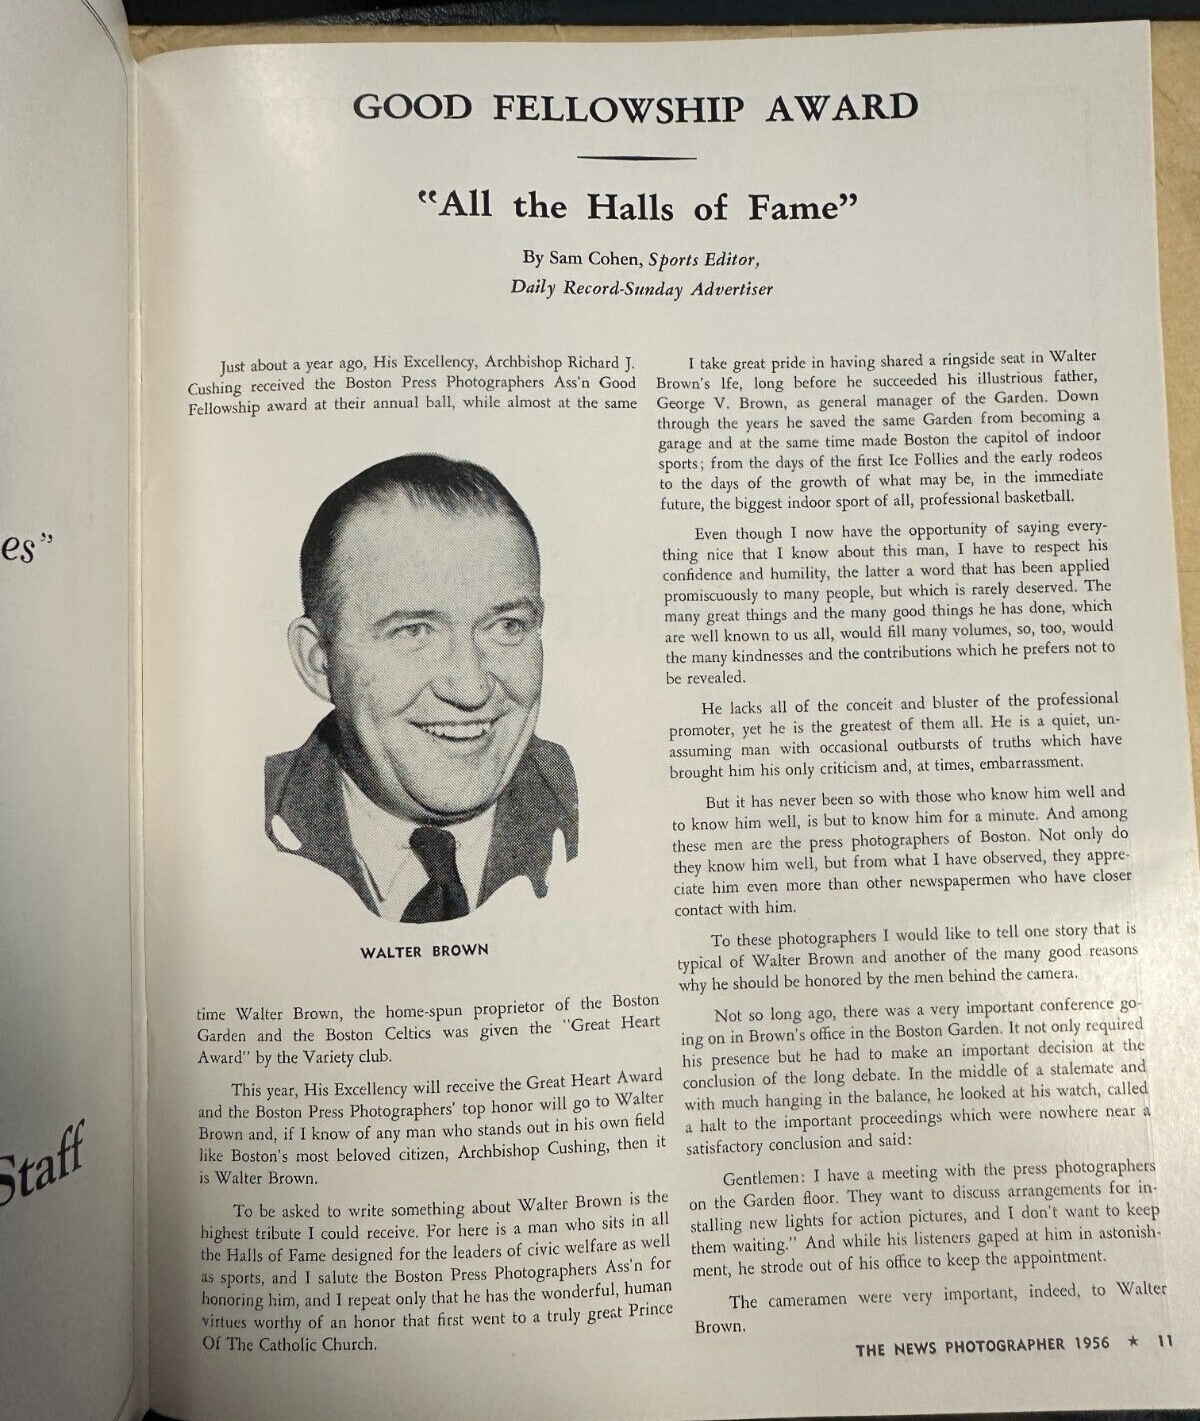 GOOD FELLOWSHIP AWARD
"All the Halls of Fame"
By Sam Cohen, Sports Editor,
Daily Record-Sunday Advertiser
Just about a year ago, His Excellency, Archbishop Richard J.
Cushing received the Boston Press Photographers Ass'n Good
Fellowship award at their annual ball, while almost at the same
WALTER BROWN
time Walter Brown, the home-spun proprietor of the Boston
Garden and the Boston Celtics was given the "Great Heart
Award" by the Variety club.
This year, His Excellency will receive the Great Heart Award
and the Boston Press Photographers' top honor will go to Walter
Brown and, if I know of any man who stands out in his own field
like Boston's most beloved citizen, Archbishop Cushing, then it
is Walter Brown.
To be asked to write something about Walter Brown is the
highest tribute I could receive. For here is a man who sits in all
the Halls of Fame designed for the leaders of civic welfare as well
as sports, and I salute the Boston Press Photographers Ass'n for
honoring him, and I repeat only that he has the wonderful, human
virtues worthy of an honor that first went to a truly great Prince
Of The Catholic Church.
I take great pride in having shared a ringside seat in Walter
Brown's lfe, long before he succeeded his illustrious father,
George V. Brown, as general manager of the Garden. Down
through the years he saved the same Garden from becoming a
garage and at the same time made Boston the capitol of indoor
sports; from the days of the first Ice Follies and the early rodeos
to the days of the growth of what may be, in the immediate
future, the biggest indoor sport of all, professional basketball.
Even though I now have the opportunity of saying every-
thing nice that I know about this man, I have to respect his
confidence and humility, the latter a word that has been applied
promiscuously to many people, but which is rarely deserved. The
many great things and the many good things he has done, which
are well known to us all, would fill many volumes, so, too, would
the many kindnesses and the contributions which he prefers not to
be revealed.
He lacks all of the conceit and bluster of the professional
promoter, yet he is the greatest of them all. He is a quiet, un-
assuming man with occasional outbursts of truths which have
brought him his only criticism and, at times, embarrassment.
But it has never been so with those who know him well and
to know him well, is but to know him for a minute. And among
these men are the press photographers of Boston. Not only do
they know him well, but from what I have observed, they appre-
ciate him even more than other newspapermen who have closer
contact with him.
To these photographers I would like to tell one story that is
typical of Walter Brown and another of the many good reasons
why he should be honored by the men behind the camera.
Not so long ago, there was a very important conference go-
ing on in Brown's office in the Boston Garden. It not only required
his presence but he had to make an important decision at the
conclusion of the long debate. In the middle of a stalemate and
with much hanging in the balance, he looked at his watch, called
a halt to the important proceedings which were nowhere near a
satisfactory conclusion and said:
Gentlemen: I have a meeting with the press photographers
on the Garden floor. They want to discuss arrangements for in-
stalling new lights for action pictures, and I don't want to keep
them waiting." And while his listeners gaped at him in astonish-
ment, he strode out of his office to keep the appointment.
The cameramen were very important, indeed, to Walter
Brown.
THE NEWS PHOTOGRAPHER 1956 ★ 11
es"
Staff